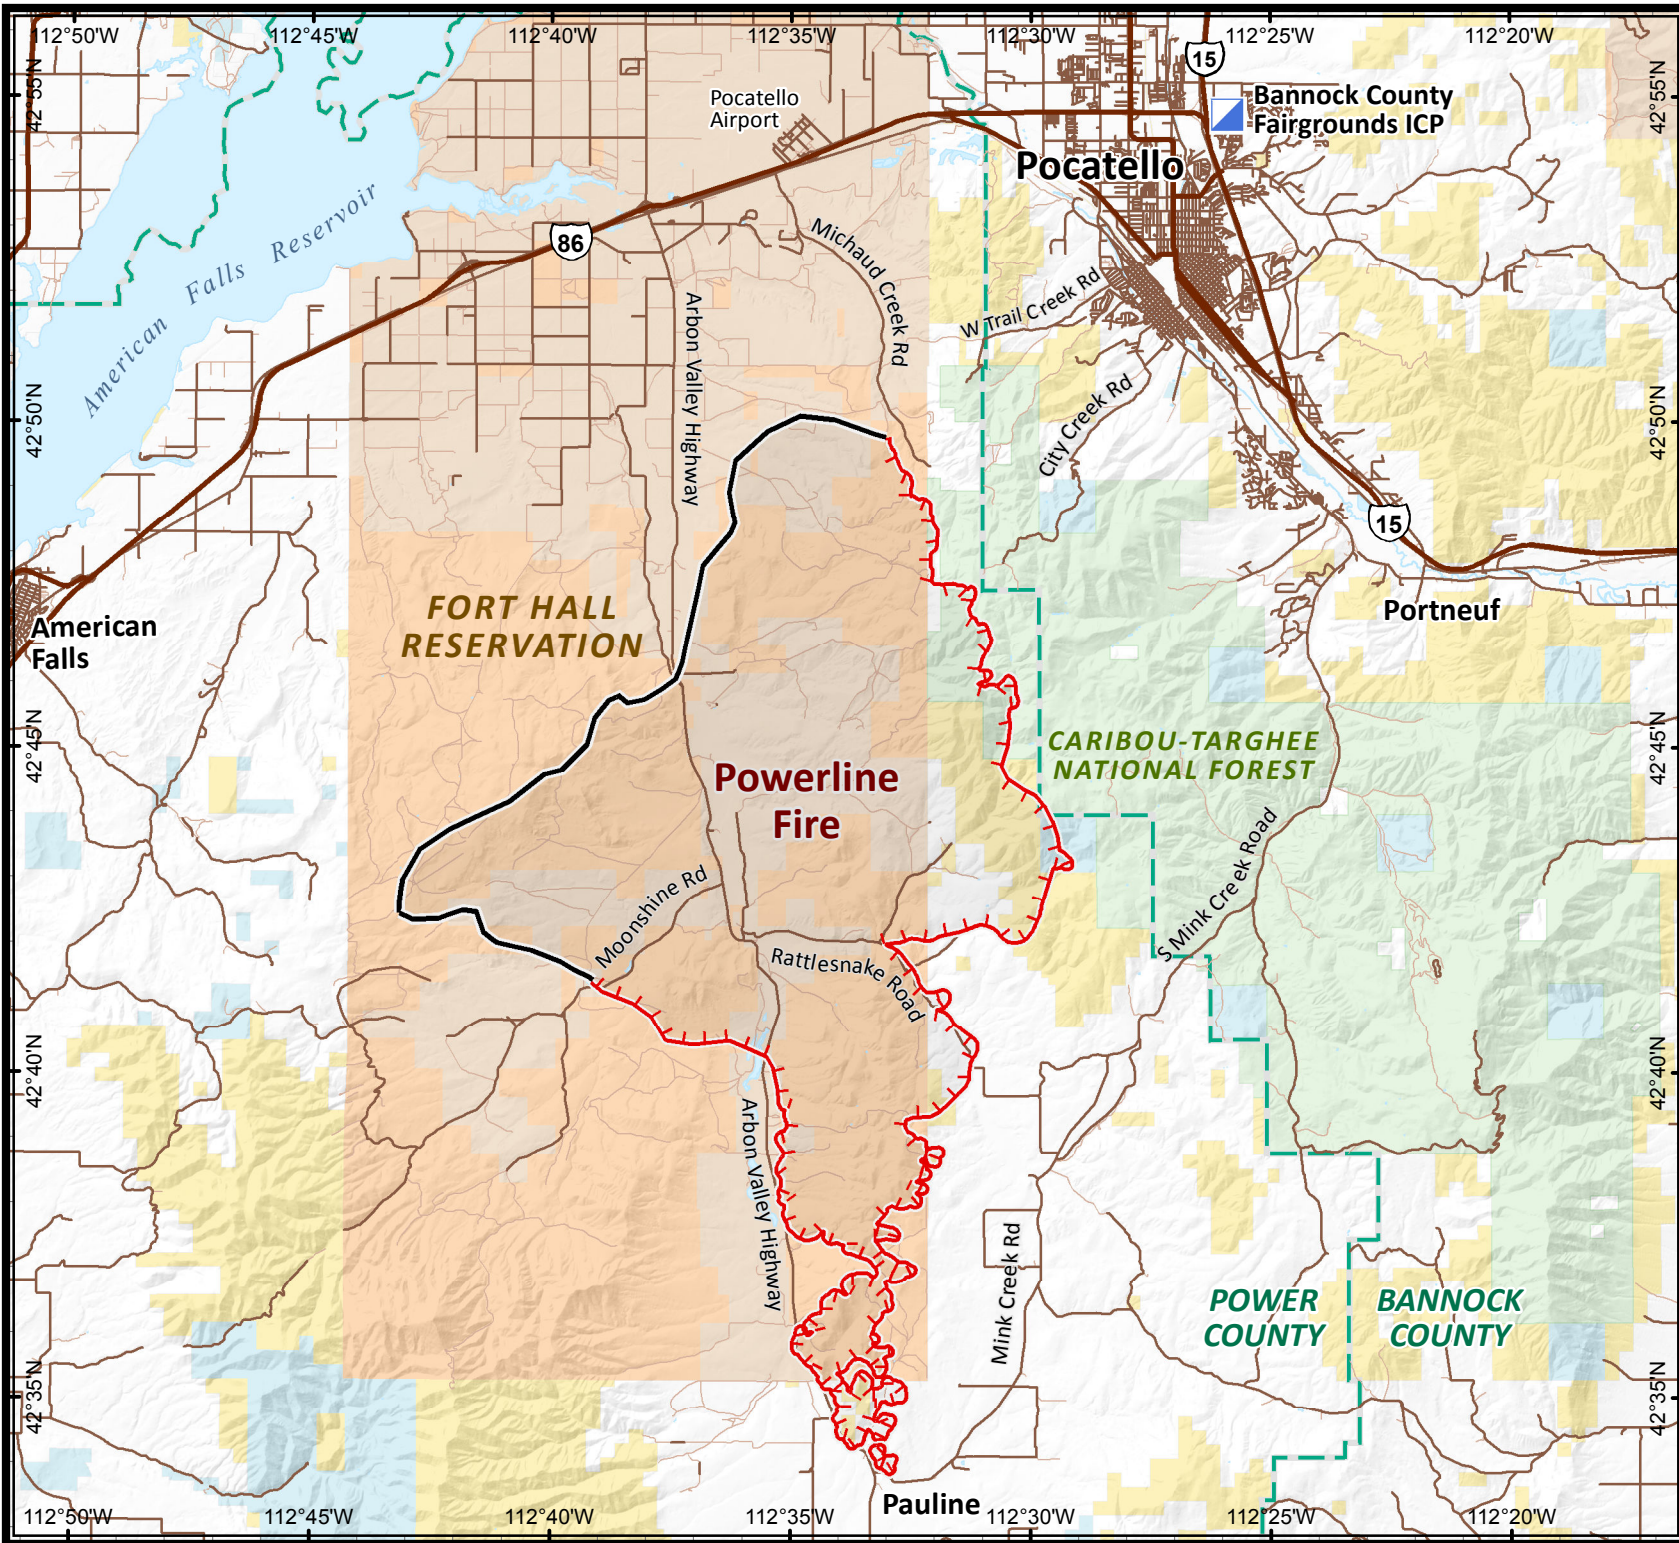 112°50'W
112°45'W
112°40'W
112°35'W
112°30'W
112°25'W
112°20'W
42°55'N
42°55'N
15
Bannock County
Fairgrounds ICP
Pocatello
Airport
Pocatello
American Falls Reservoir
86
Michaud Creek Rd
W Trail Creek Rd
Arbon Valley Highway
City Creek Rd
42°50'N
42°50'N
15
FORT HALL
RESERVATION
American
Falls
Portneuf
42°45'N
42°45'N
CARIBOU-TARGHEE
NATIONAL FOREST
Powerline
Fire
S Mink Creek Road
Moonshine Rd
Rattlesnake Road
42°40'N
42°40'N
Arbon Valley Highway
Mink Creek Rd
POWER
COUNTY
BANNOCK
COUNTY
42°35'N
42°35'N
Pauline
112°50'W
112°45'W
112°40'W
112°35'W
112°30'W
112°25'W
112°20'W